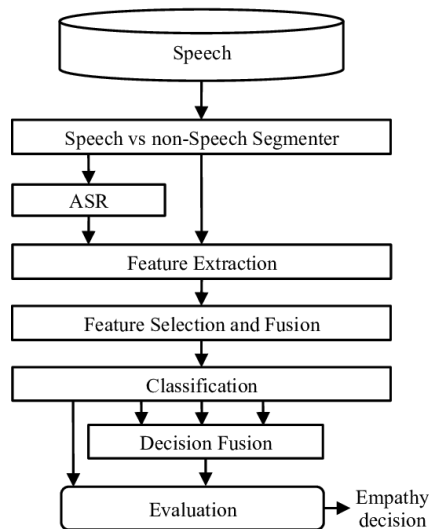 Speech
Speech vs non-Speech Segmenter
ASR
Feature Extraction
Feature Selection and Fusion
Classification
Decision Fusion
Evaluation
Empathy
decision